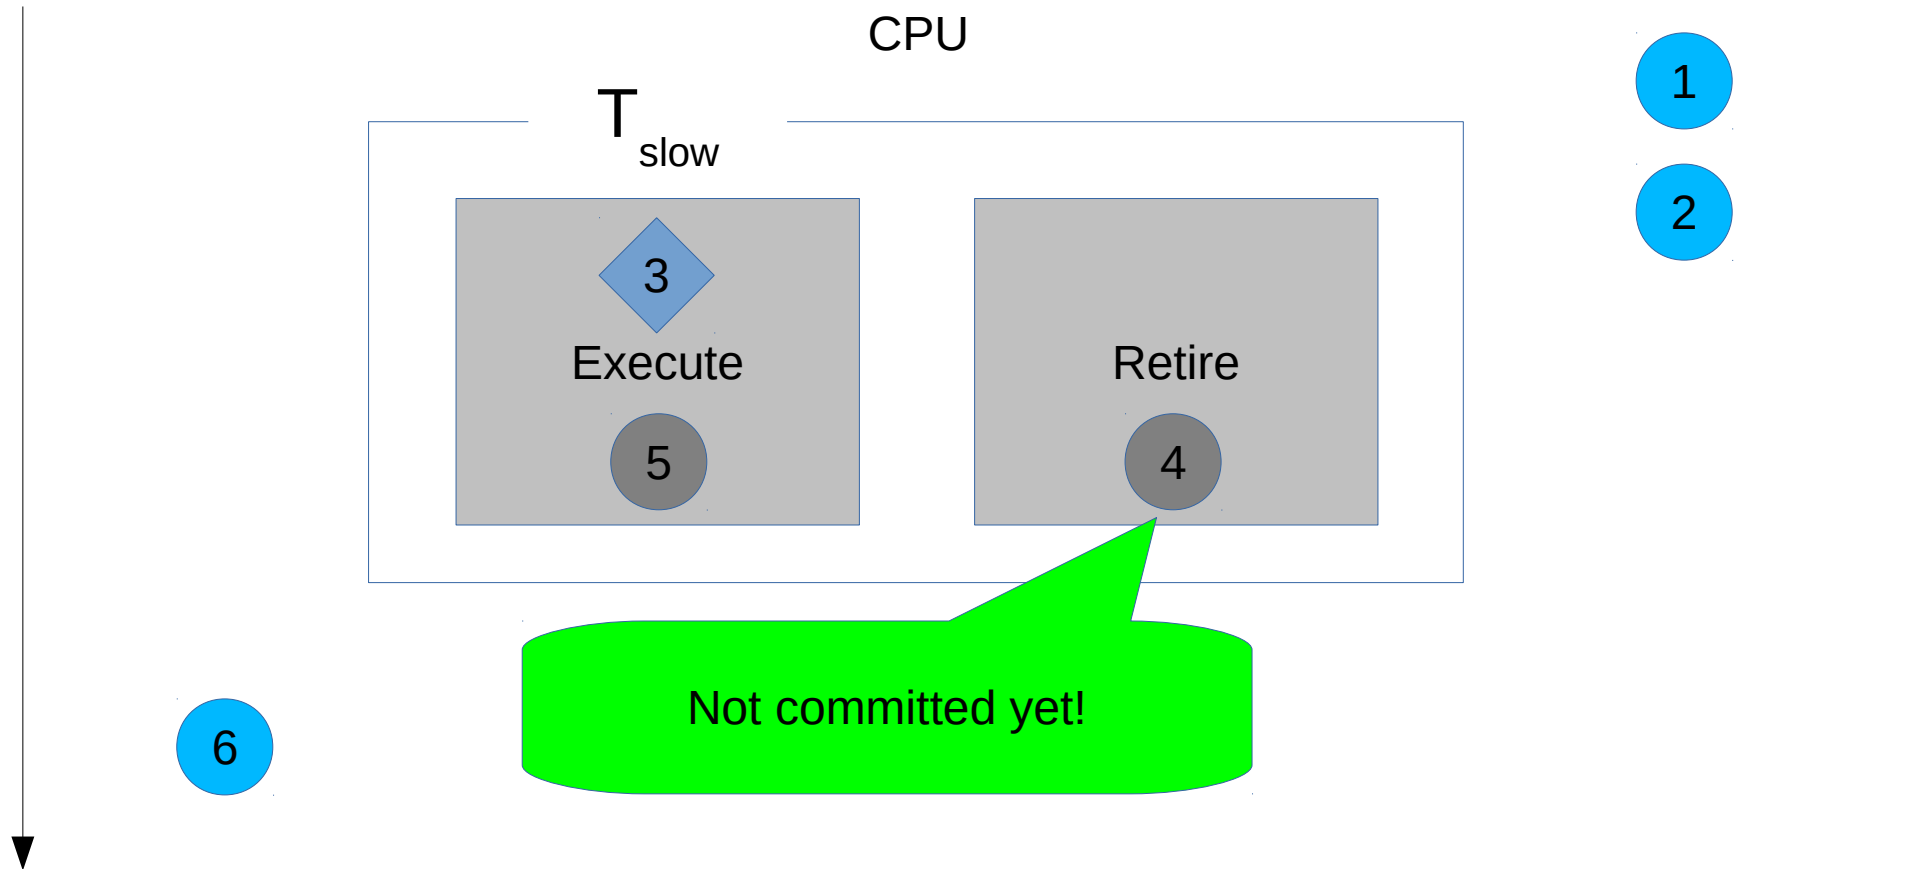 CPU
1
T slow
2
3
Execute
Retire
5
4
Not committed yet!
6